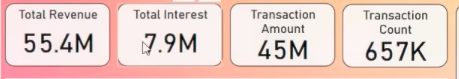 Total Revenue
55.4M
Total Interest
7.9M
Transaction
Amount
45M
Transaction
Count
657K